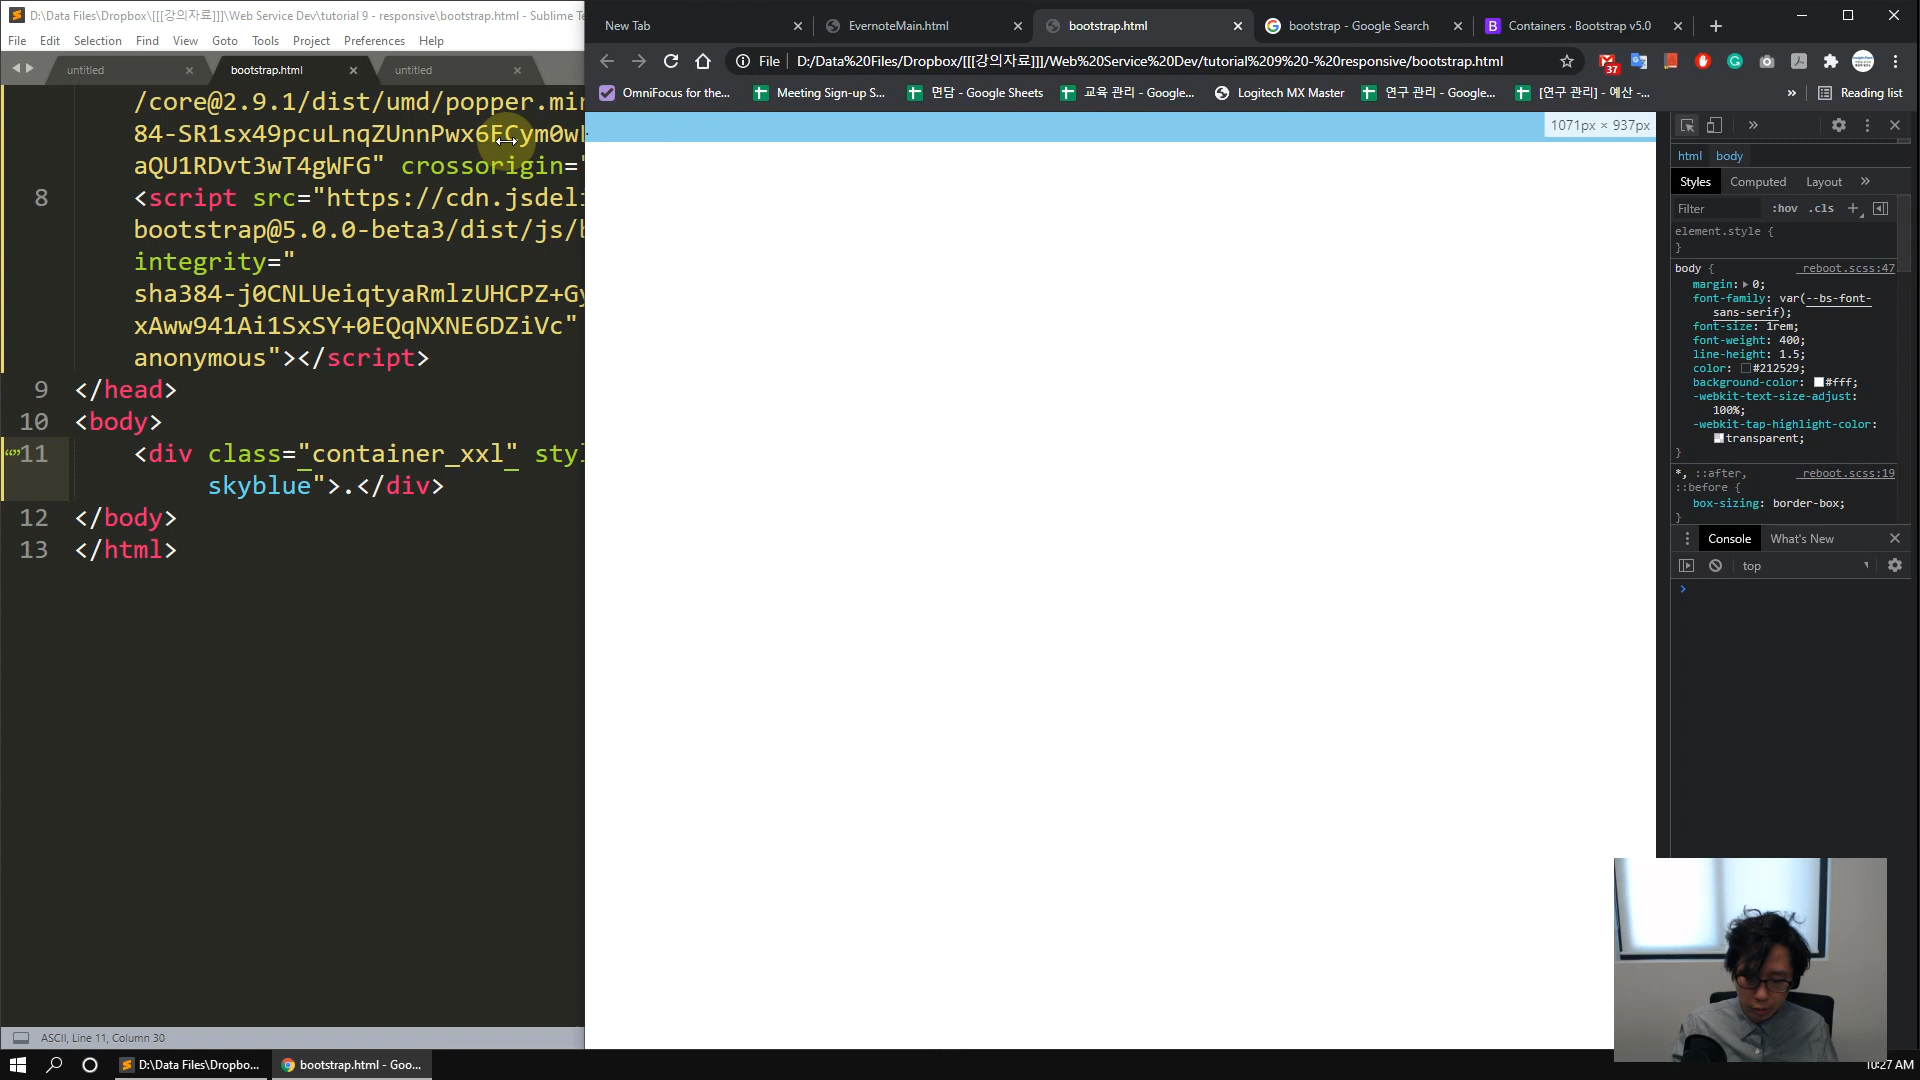 D:\Data Files\Dropbox\[[[강의자료]]]\Web Service Dev\tutorial 9 - responsive\bootstrap.html - Sublime Te
File Edit Selection Find View Goto Tools Project Preferences Help
untitled
bootstrap.html
untitled
/core@2.9.1/dist/umd/popper.min
84-SR1sx49pcuLnqZUnnPwx6FCym0w
aQU1RDvt3wT4gWFG" crossorigin="
8 <script src="https://cdn.jsdeli
bootstrap@5.0.0-beta3/dist/js/b
integrity="
sha384-j0CNLUeiqtyaRmlzUHCPZ+Gy
xAww941Ai1SxSY+0EQqNXNE6DZiVc"
anonymous"></script>
9 </head>
10 <body>
11 <div class="container_xxl" styl
skyblue">.</div>
12 </body>
13 </html>
ASCII, Line 11, Column 30
New Tab
EvernoteMain.html
bootstrap.html
bootstrap - Google Search
Containers · Bootstrap v5.0
File D:/Data%20Files/Dropbox/[[[강의자료]]]/Web%20Service%20Dev/tutorial%209%20-%20responsive/bootstrap.html
37
OmniFocus for the...
Meeting Sign-up S...
면담 - Google Sheets
교육 관리 - Google...
Logitech MX Master
연구 관리 - Google...
[연구 관리] - 예산 -...
»
Reading list
1071px × 937px
»
html body
Styles Computed Layout »
Filter :hov .cls +
element.style {
}
body { _reboot.scss:47
margin: 0;
font-family: var(--bs-font-
sans-serif);
font-size: 1rem;
font-weight: 400;
line-height: 1.5;
color: #212529;
background-color: #fff;
-webkit-text-size-adjust:
100%;
-webkit-tap-highlight-color:
transparent;
}
*, ::after, _reboot.scss:19
::before {
box-sizing: border-box;
}
Console What's New
top
D:\Data Files\Dropbo...
bootstrap.html - Goo...
10:27 AM